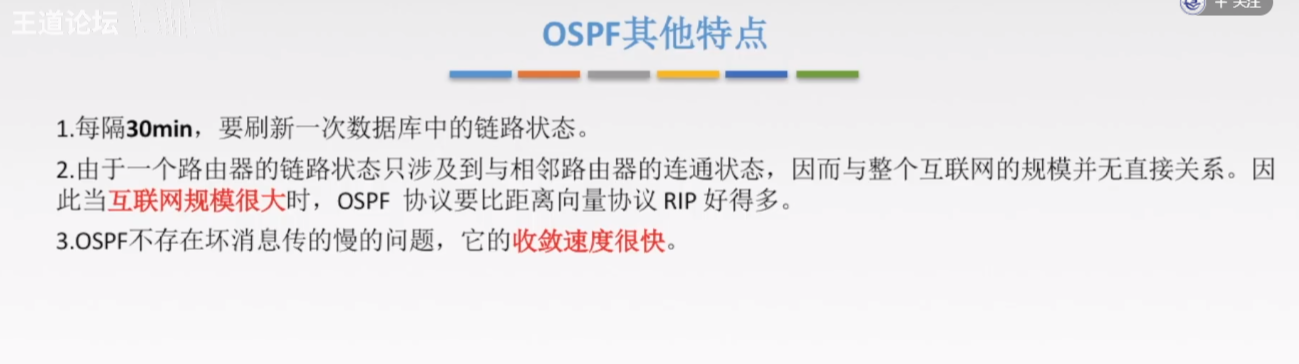 王道论坛
+ 关注
OSPF其他特点
1.每隔30min，要刷新一次数据库中的链路状态。
2.由于一个路由器的链路状态只涉及到与相邻路由器的连通状态，因而与整个互联网的规模并无直接关系。因
此当互联网规模很大时，OSPF 协议要比距离向量协议 RIP 好得多。
3.OSPF不存在坏消息传的慢的问题，它的收敛速度很快。